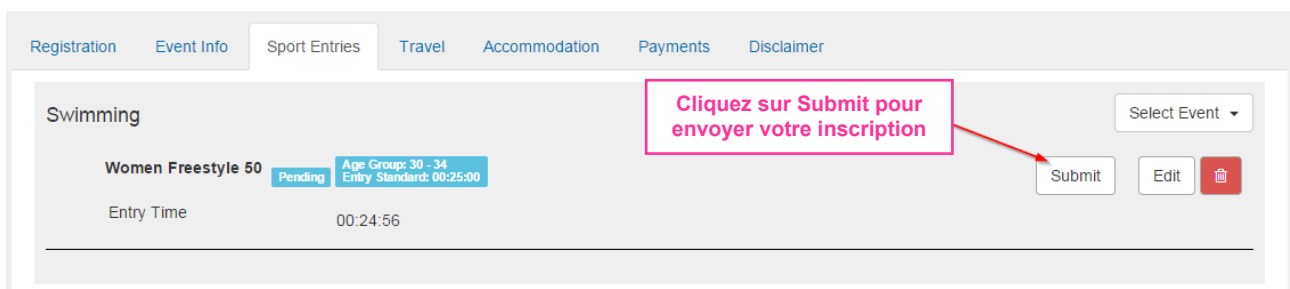 Registration Event Info Sport Entries Travel Accommodation Payments Disclaimer
Swimming
Cliquez sur Submit pour
envoyer votre inscription
Select Event
Women Freestyle 50 Pending
Age Group: 30 - 34
Entry Standard: 00:25:00
Submit Edit
Entry Time 00:24:56